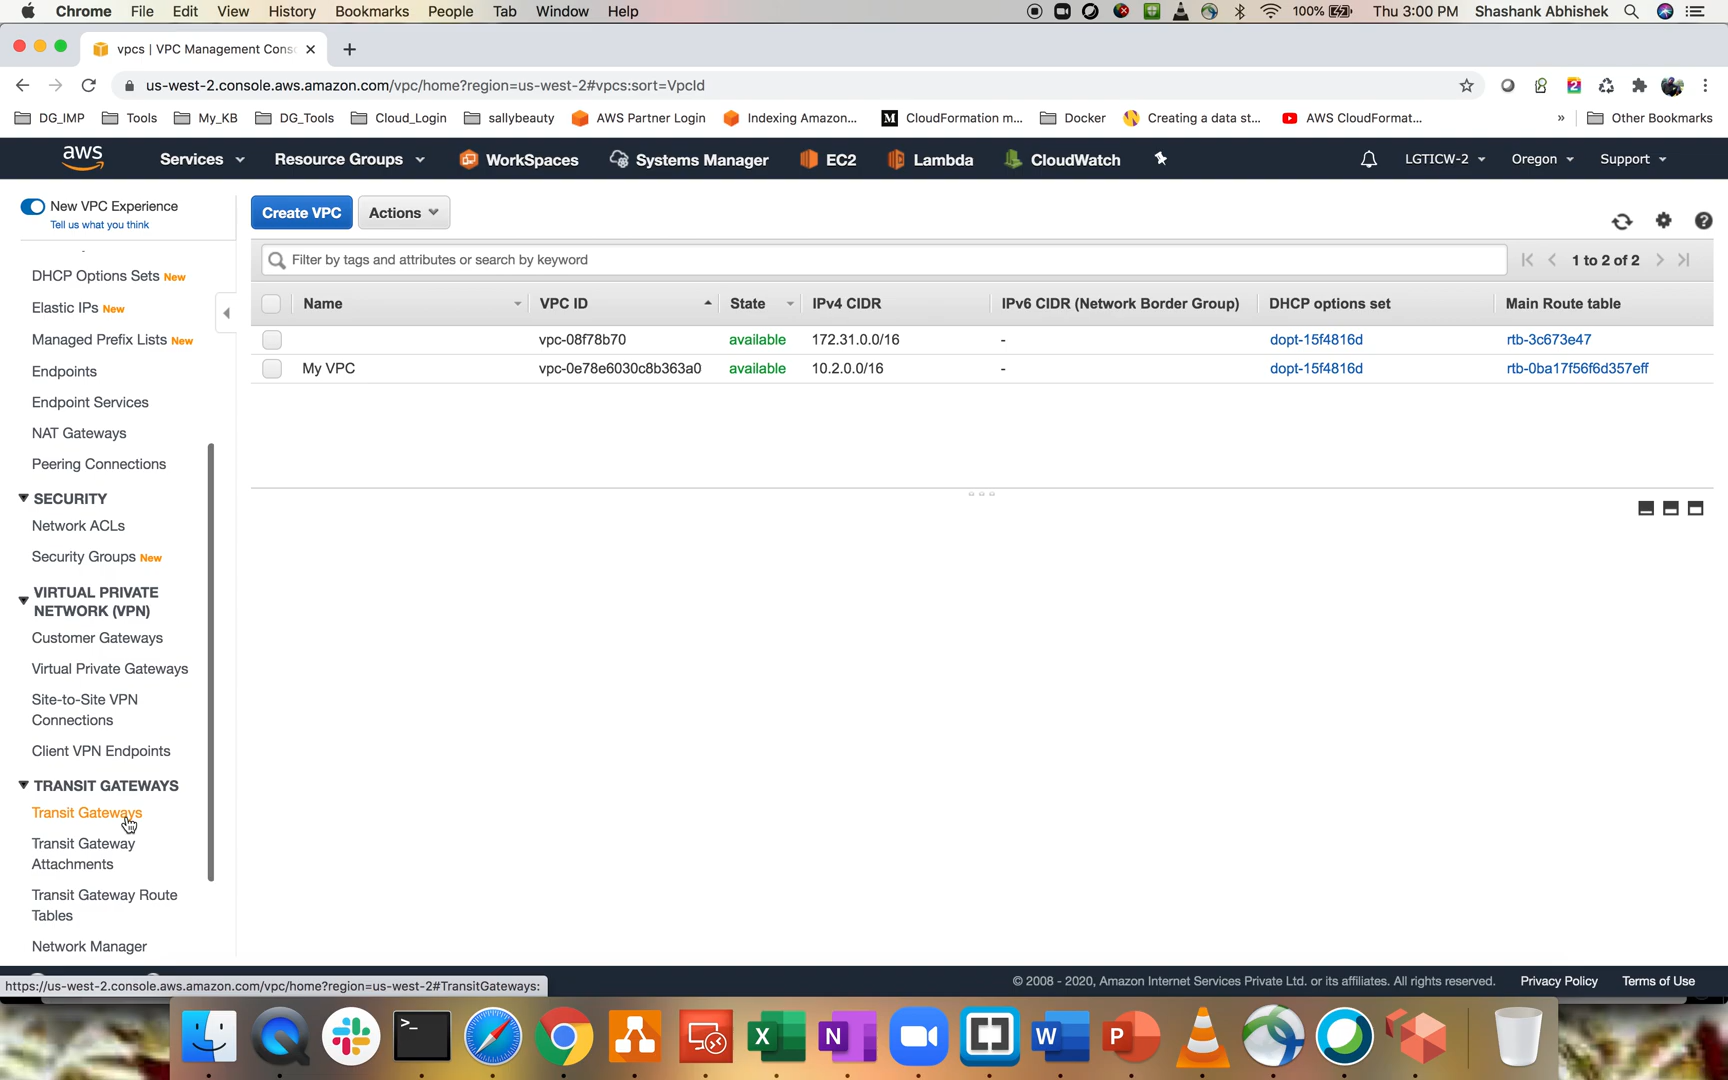 Chrome File Edit View History Bookmarks People Tab Window Help 100% Thu 3:00 PM Shashank Abhishek
vpcs | VPC Management Conso
us-west-2.console.aws.amazon.com/vpc/home?region=us-west-2#vpcs:sort=VpcId
DG_IMP Tools My_KB DG_Tools Cloud_Login sallybeauty AWS Partner Login Indexing Amazon... M CloudFormation m... Docker Creating a data st... AWS CloudFormat... » Other Bookmarks
aws Services Resource Groups WorkSpaces Systems Manager EC2 Lambda CloudWatch LGTICW-2 Oregon Support
New VPC Experience
Tell us what you think
Create VPC Actions
Filter by tags and attributes or search by keyword 1 to 2 of 2
Name VPC ID State IPv4 CIDR IPv6 CIDR (Network Border Group) DHCP options set Main Route table
vpc-08f78b70 available 172.31.0.0/16 - dopt-15f4816d rtb-3c673e47
My VPC vpc-0e78e6030c8b363a0 available 10.2.0.0/16 - dopt-15f4816d rtb-0ba17f56f6d357eff
DHCP Options Sets New
Elastic IPs New
Managed Prefix Lists New
Endpoints
Endpoint Services
NAT Gateways
Peering Connections
SECURITY
Network ACLs
Security Groups New
VIRTUAL PRIVATE
NETWORK (VPN)
Customer Gateways
Virtual Private Gateways
Site-to-Site VPN
Connections
Client VPN Endpoints
TRANSIT GATEWAYS
Transit Gateways
Transit Gateway
Attachments
Transit Gateway Route
Tables
Network Manager
https://us-west-2.console.aws.amazon.com/vpc/home?region=us-west-2#TransitGateways:
© 2008 - 2020, Amazon Internet Services Private Ltd. or its affiliates. All rights reserved. Privacy Policy Terms of Use
>_ X N W P